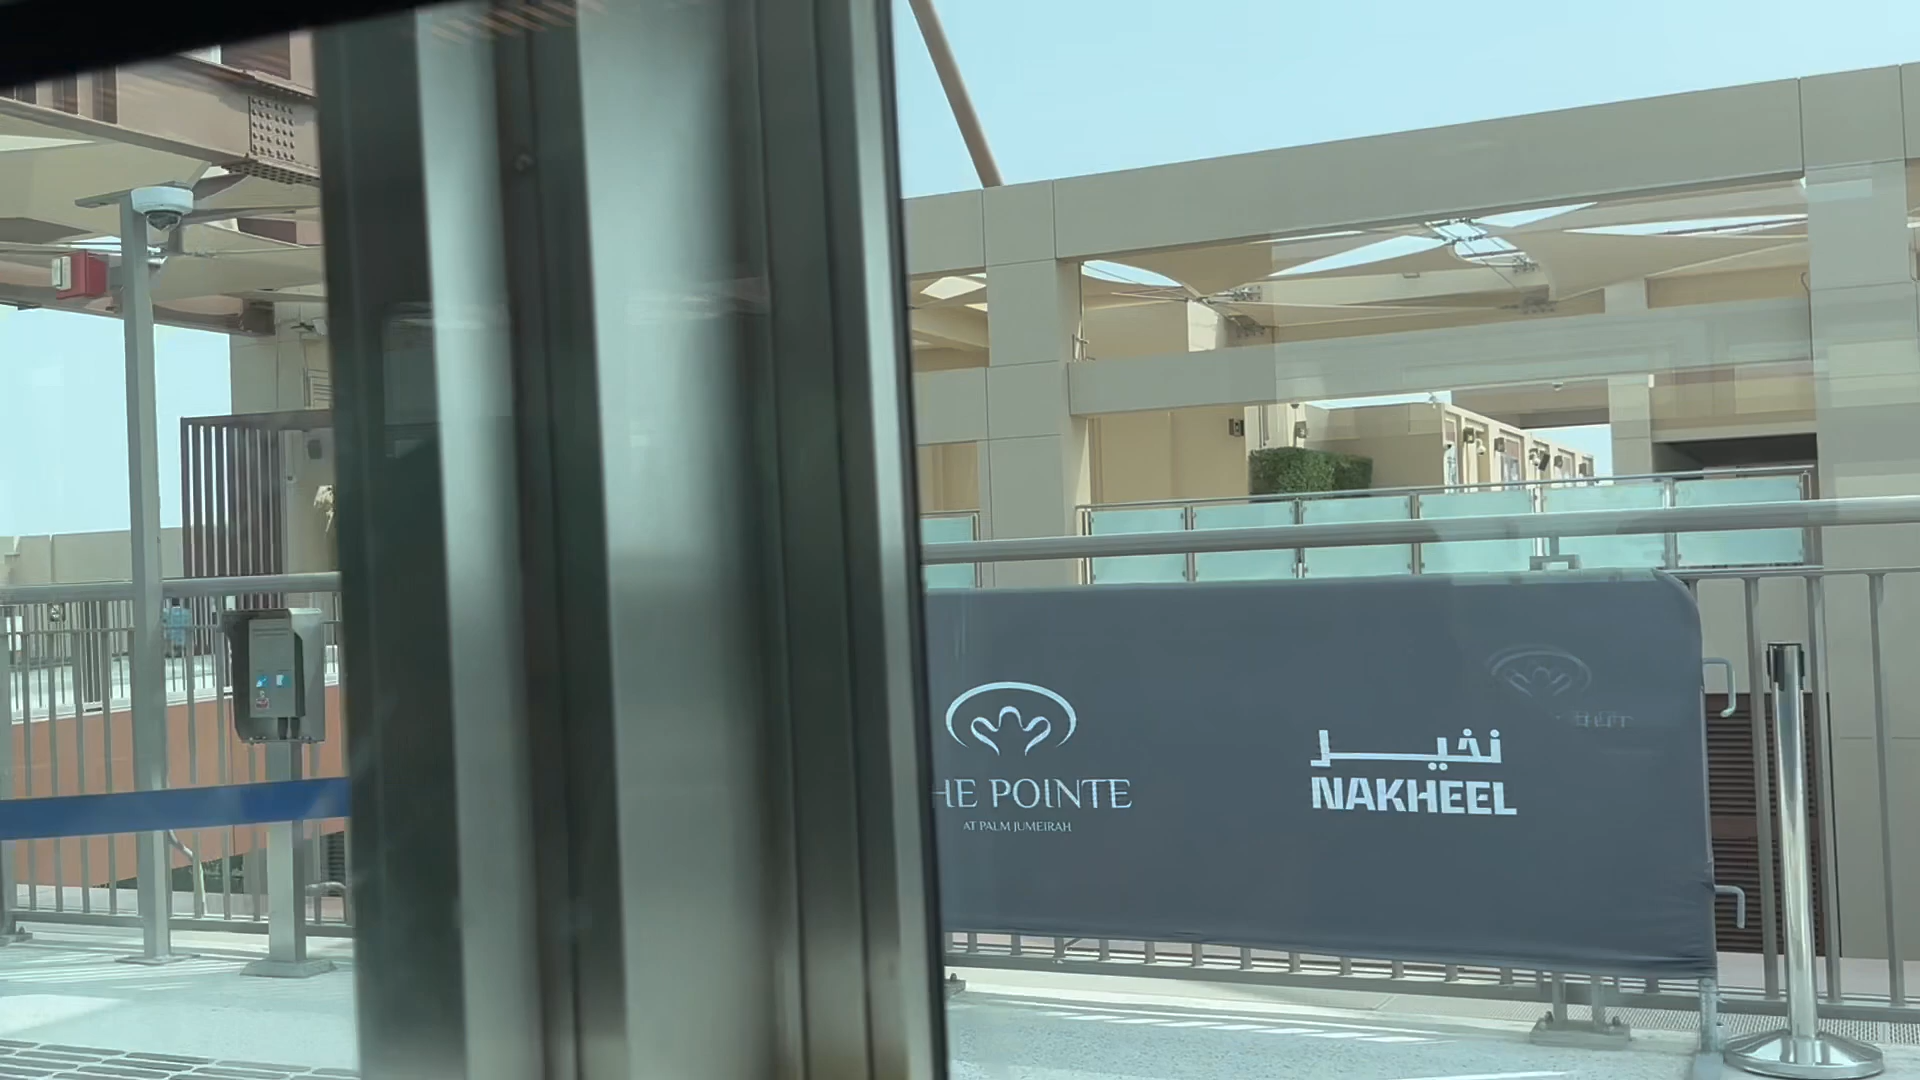 HE POINTE
AT PALM JUMEIRAH
نخيل
NAKHEEL